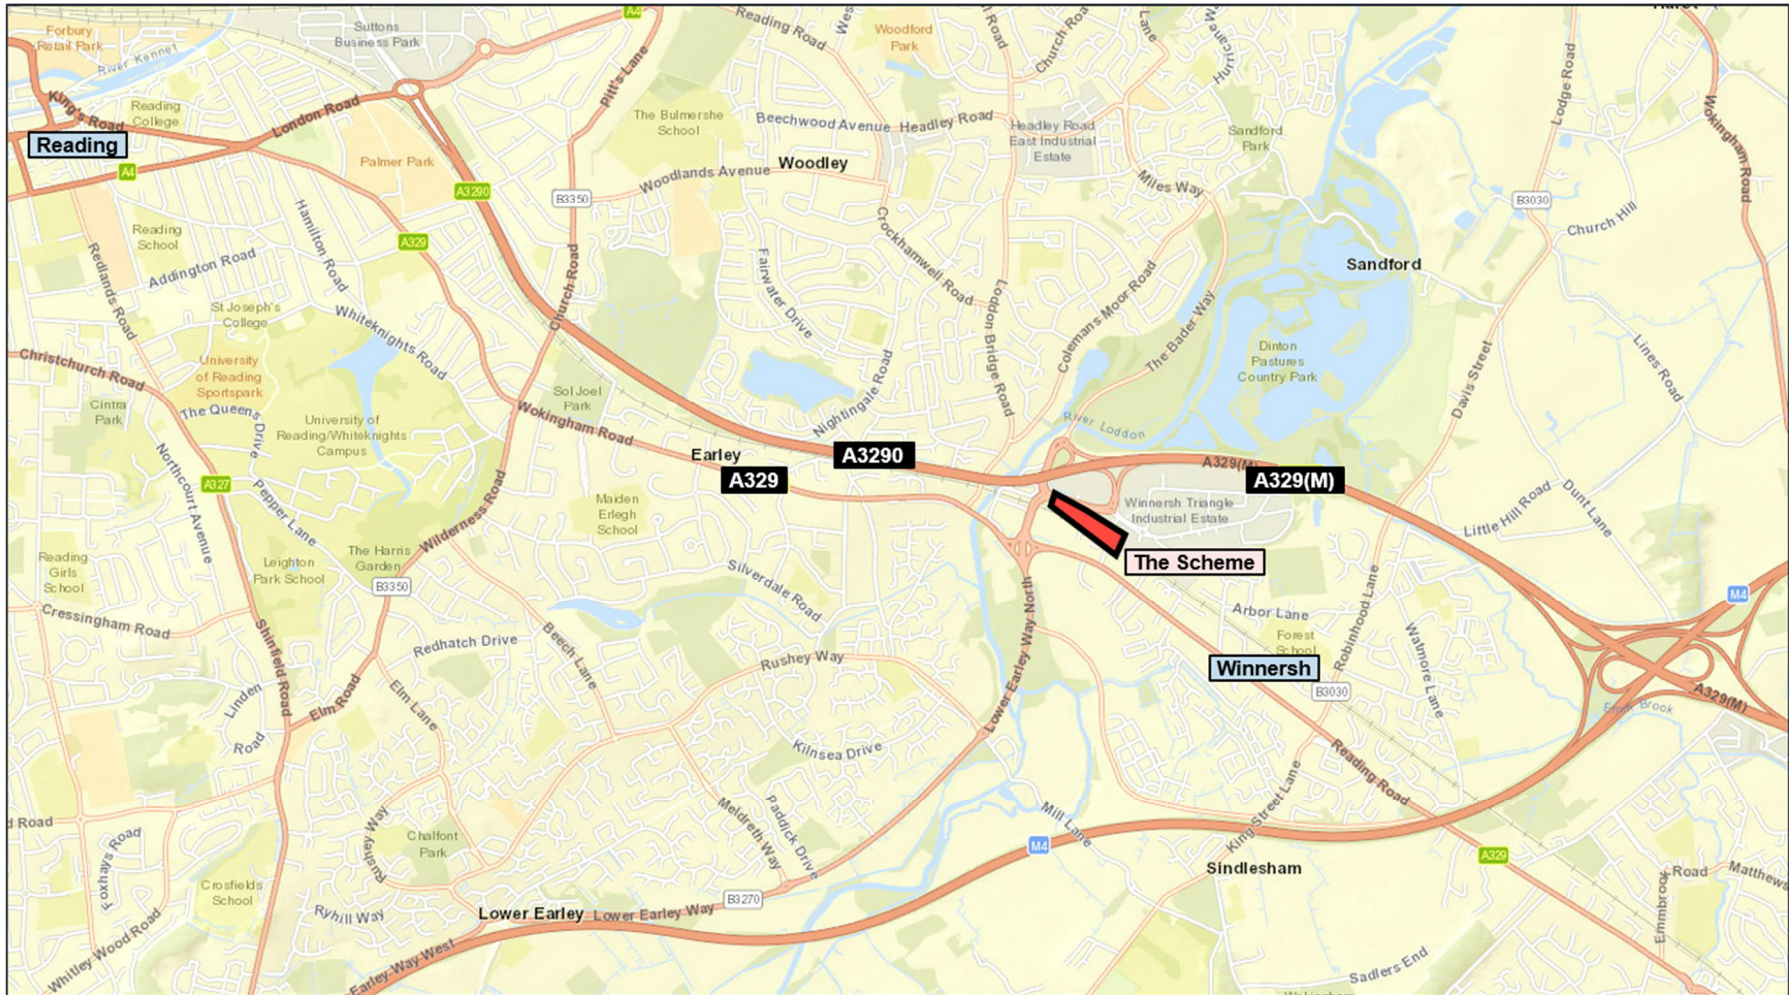 Forbury
Retail Park
River Kennet
Suttons
Business Park
A4
Reading Road
Woodford
Park
Church Road
Lane
Lodge Road
Wokingham Road
King's Road
Reading
College
London Road
Pitt's Lane
The Bulmershe
School
Beechwood Avenue
Headley Road
Headley Road
East Industrial
Estate
Sandford
Park
Reading
A4
Palmer Park
A3290
B3350
Woodlands Avenue
Woodley
Miles Way
B3030
Church Hill
Hamilton Road
Reading
School
A329
Addington Road
Redlands Road
Crockhamwell Road
Fairwater Drive
Church Road
Loddon Bridge Road
Colemans Moor Road
The Bader Way
Sandford
St Joseph's
College
Whiteknights Road
Christchurch Road
University
of Reading
Sportspark
Cintra
Park
The Queens Drive
University of
Reading/Whiteknights
Campus
Sol Joel
Park
Nightingale Road
Dinton
Pastures
Country Park
Davis Street
Lines Road
Wokingham Road
River Loddon
Northcourt Avenue
A327
Pepper Lane
Earley
A3290
A329
A329(M)
A329(M)
Maiden
Erlegh
School
Winnersh Triangle
Industrial Estate
Little Hill Road
Dunt Lane
Wilderness Road
The Harris
Garden
Leighton
Park School
Reading
Girls
School
B3350
Silverdale Road
The Scheme
M4
Cressingham Road
Shinfield Road
Redhatch Drive
Beech Lane
Rushey Way
Lower Earley Way North
Arbor Lane
Forest
School
Robinhood Lane
Watmore Lane
Winnersh
B3030
A329(M)
Emm Brook
Linden
Road
Elm Road
Elm Lane
Kilnsea Drive
Reading Road
King Street Lane
Meldreth Way
Paddick Drive
Mill Lane
M4
A329
d Road
Foxhays Road
Rushey Way
Chalfont
Park
Sindlesham
Crosfields
School
Ryhill Way
Lower Earley
Lower Earley Way
B3270
Whitley Wood Road
Earley Way West
Road
Matthews
Emmbrook
Sadlers End